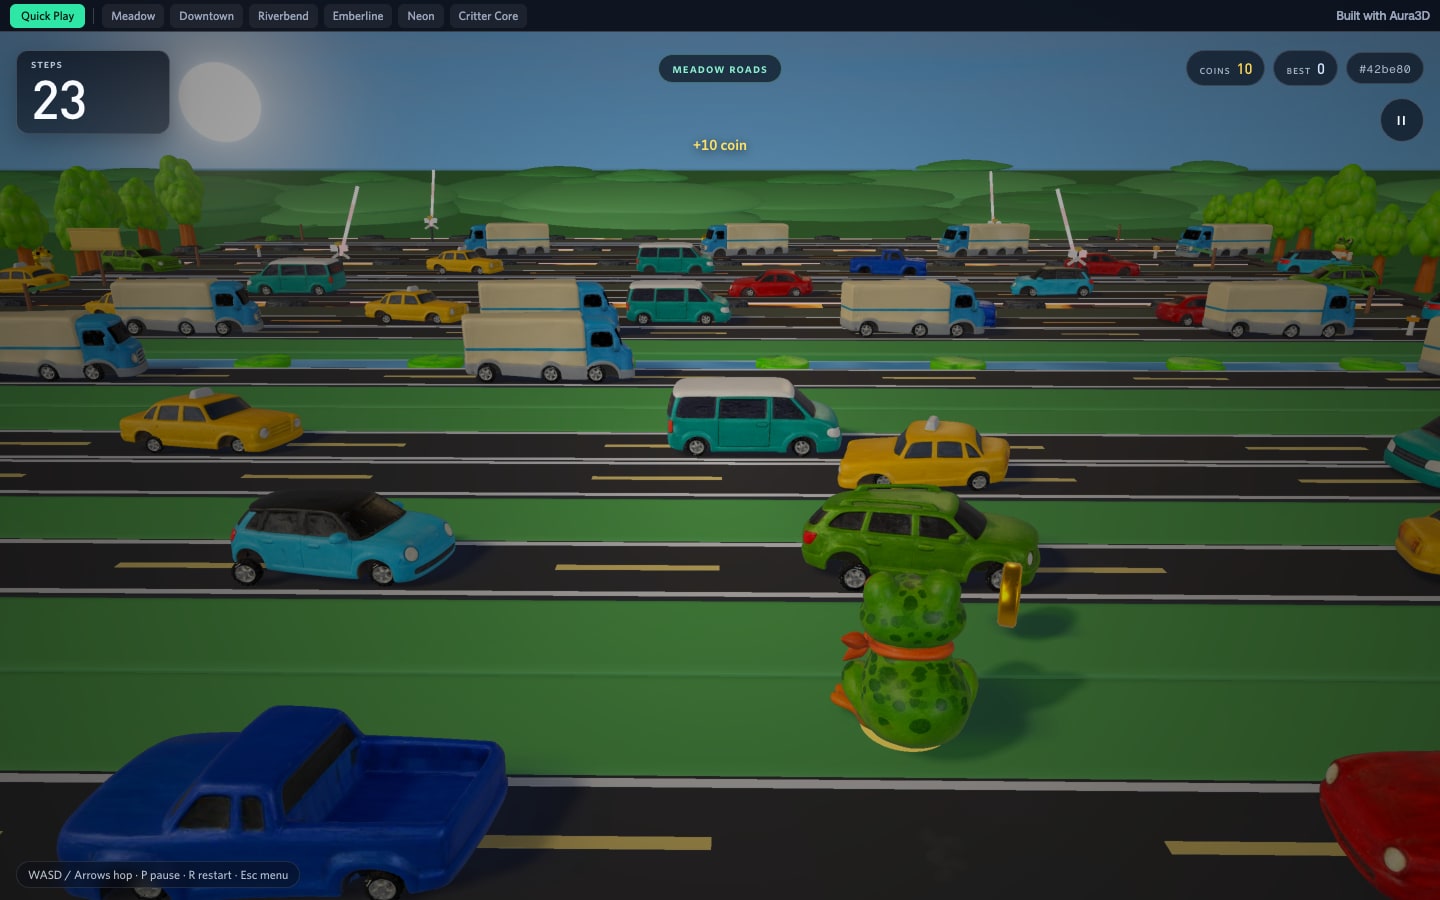 Quick Play Meadow Downtown Riverbend Emberline Neon Critter Core Built with Aura3D
STEPS
23
MEADOW ROADS
COINS 10 BEST 0 #42be80
+10 coin
WASD / Arrows hop · P pause · R restart · Esc menu